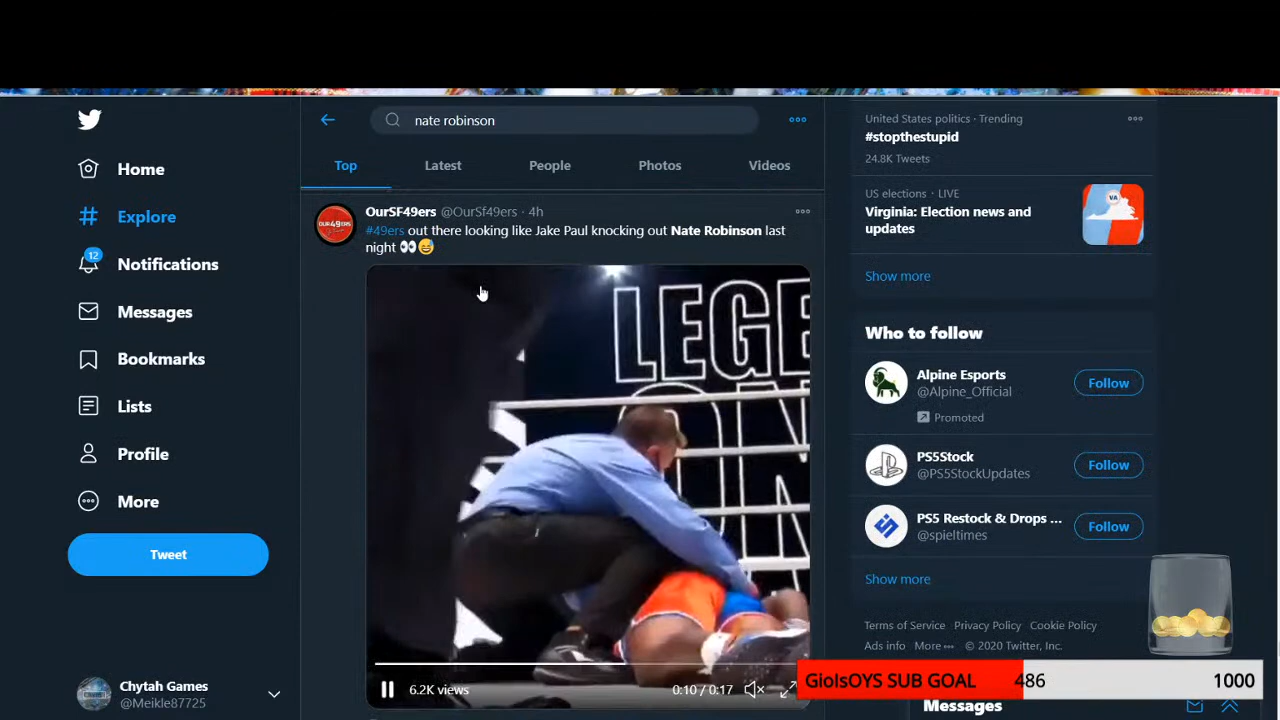 nate robinson
Top
Latest
People
Photos
Videos
Home
Explore
12
Notifications
Messages
Bookmarks
Lists
Profile
More
Tweet
Chytah Games
@Meikle87725
OUR49ERS
OurSF49ers @OurSf49ers · 4h
#49ers out there looking like Jake Paul knocking out Nate Robinson last
night 👀😅
LEGE
ON
6.2K views
0:10 / 0:17
United States politics · Trending
#stopthestupid
24.8K Tweets
US elections · LIVE
Virginia: Election news and
updates
VA
Show more
Who to follow
Alpine Esports
@Alpine_Official
Promoted
Follow
PS5Stock
@PS5StockUpdates
Follow
PS5 Restock & Drops ...
@spieltimes
Follow
Show more
Terms of Service Privacy Policy Cookie Policy
Ads info More ··· © 2020 Twitter, Inc.
GioIsOYS SUB GOAL 486 1000
Messages